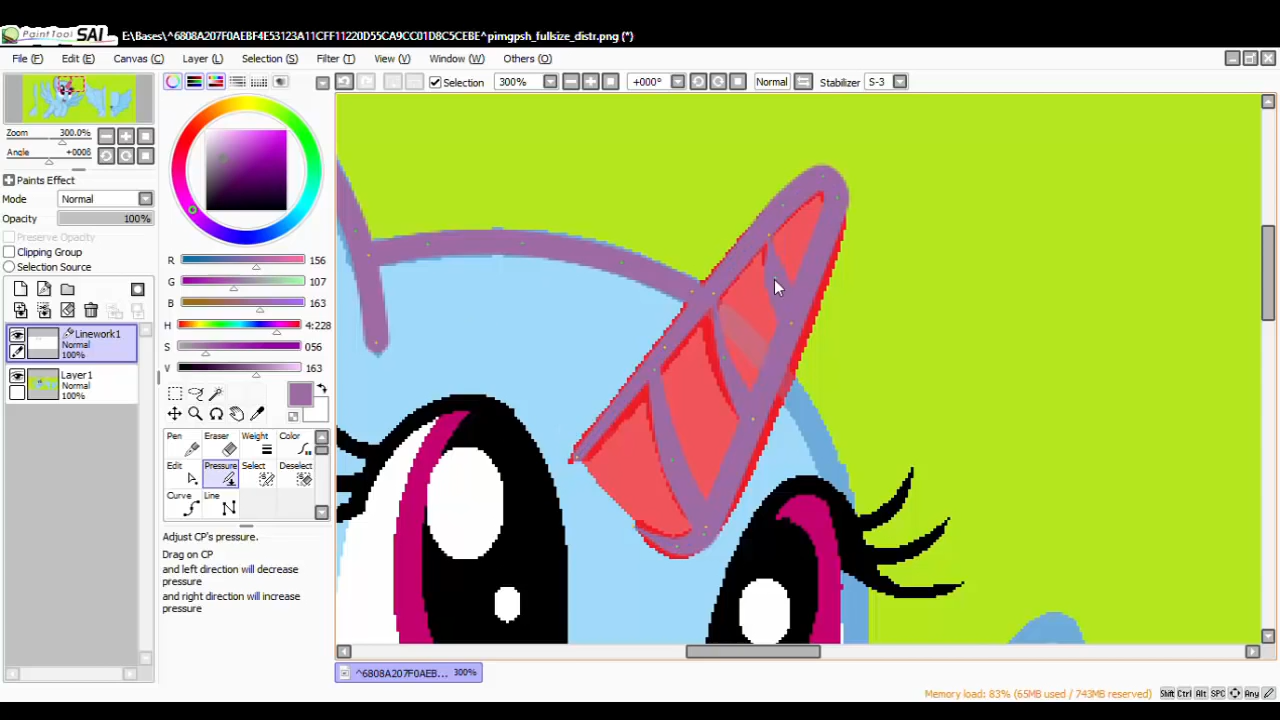 PaintTool SAI E:\Bases\^6808A207F0AEBF4E53123A11CFF11220D55CA9CC01D8C5CEBE^pimgpsh_fullsize_distr.png (*)
File (F) Edit (E) Canvas (C) Layer (L) Selection (S) Filter (T) View (V) Window (W) Others (O)
Selection 300% +000° Normal Stabilizer S-3
Zoom 300.0%
Angle +000ß
Paints Effect
Mode Normal
Opacity 100%
Preserve Opacity
Clipping Group
Selection Source
Linework1
Normal
100%
Layer1
Normal
100%
R 156
G 107
B 163
H 4:228
S 056
V 163
Pen Eraser Weight Color
Edit Pressure Select Deselect
Curve Line
Adjust CP's pressure.
Drag on CP
and left direction will decrease
pressure
and right direction will increase
pressure
^6808A207F0AEB... 300%
Memory load: 83% (65MB used / 743MB reserved) Shift Ctrl Alt SPC Any